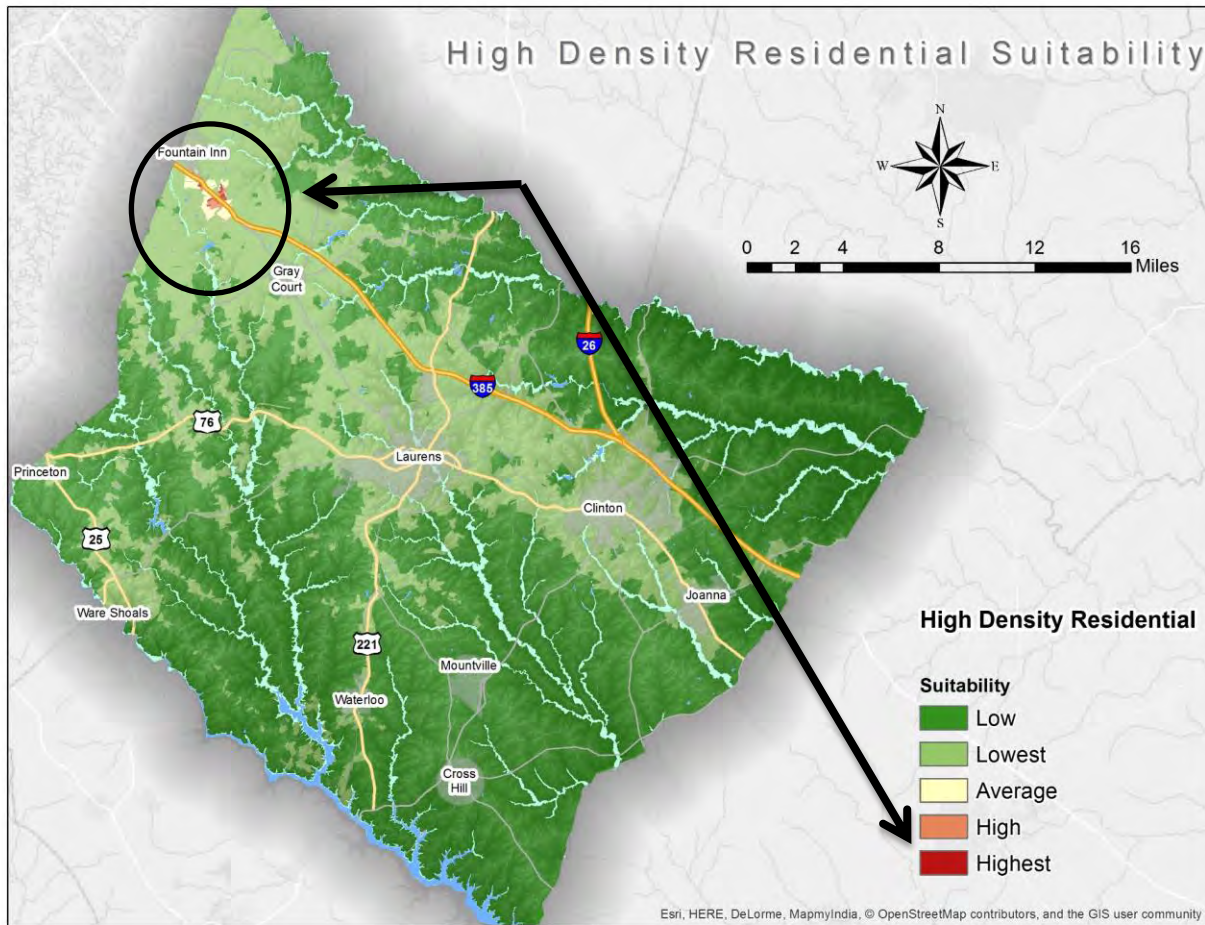 High Density Residential Suitability
N
W E
S
0 2 4 8 12 16
Miles
Fountain Inn
Gray
Court
26
385
76
Laurens
Princeton
Clinton
25
Ware Shoals
Joanna
221
Mountville
Waterloo
Cross
Hill
High Density Residential
Suitability
Low
Lowest
Average
High
Highest
Esri, HERE, DeLorme, MapmyIndia, © OpenStreetMap contributors, and the GIS user community